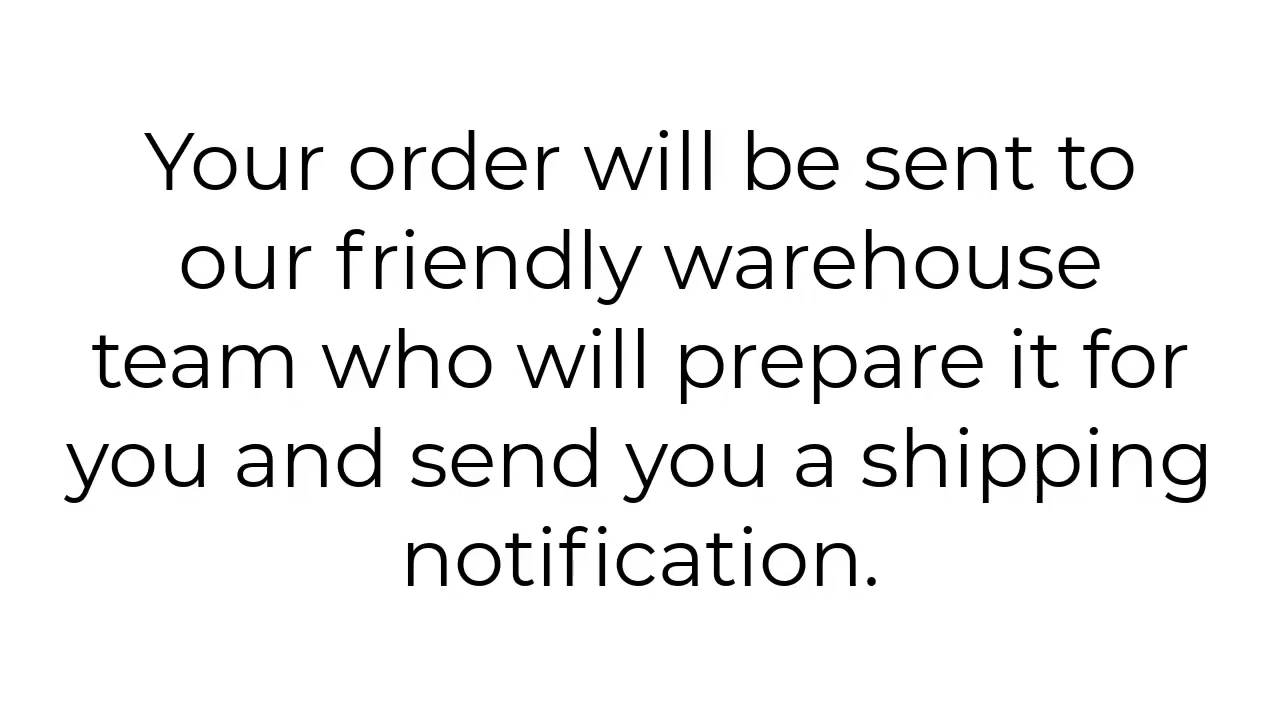 Your order will be sent to
our friendly warehouse
team who will prepare it for
you and send you a shipping
notification.